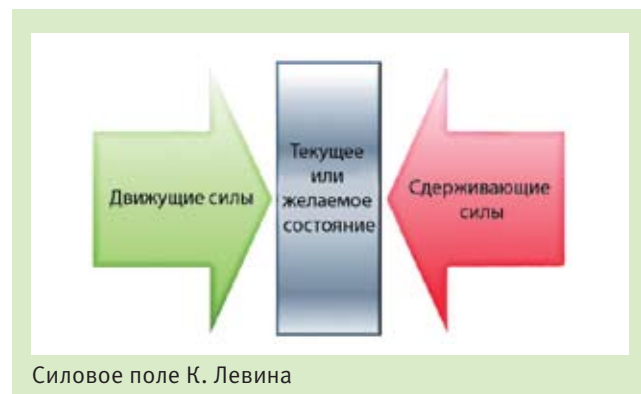 Движущие силы
Текущее
или
желаемое
состояние
Сдерживающие
силы
Силовое поле К. Левина